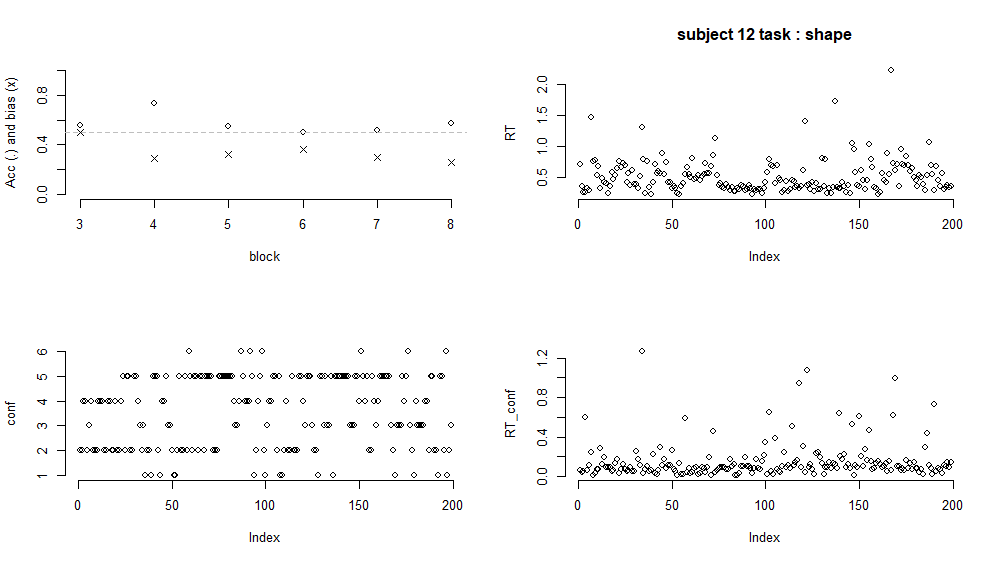 subject 12 task : shape
Acc (.) and bias (x)
0.0 0.4 0.8
3 4 5 6 7 8
block
RT
0.5 1.0 1.5 2.0
0 50 100 150 200
Index
conf
1 2 3 4 5 6
0 50 100 150 200
Index
RT_conf
0.0 0.4 0.8 1.2
0 50 100 150 200
Index